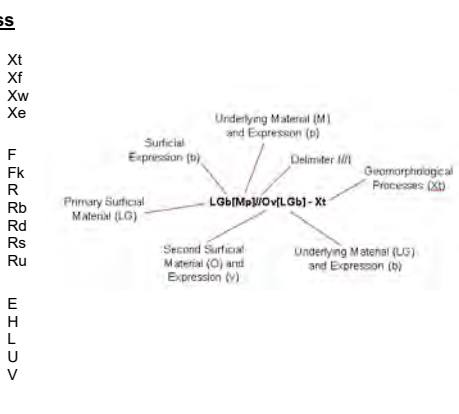 ss
Xt
Xf
Xw
Xe
F
Fk
R
Rb
Rd
Rs
Ru
E
H
L
U
V
Underlying Material (M)
and Expression (p)
Surficial
Expression (b)
Delimiter ///
Geomorphological
Processes (Xt)
Primary Surficial
Material (LG)
LGb[Mp]//Ov[LGb] - Xt
Second Surficial
Material (O) and
Expression (v)
Underlying Material (LG)
and Expression (b)